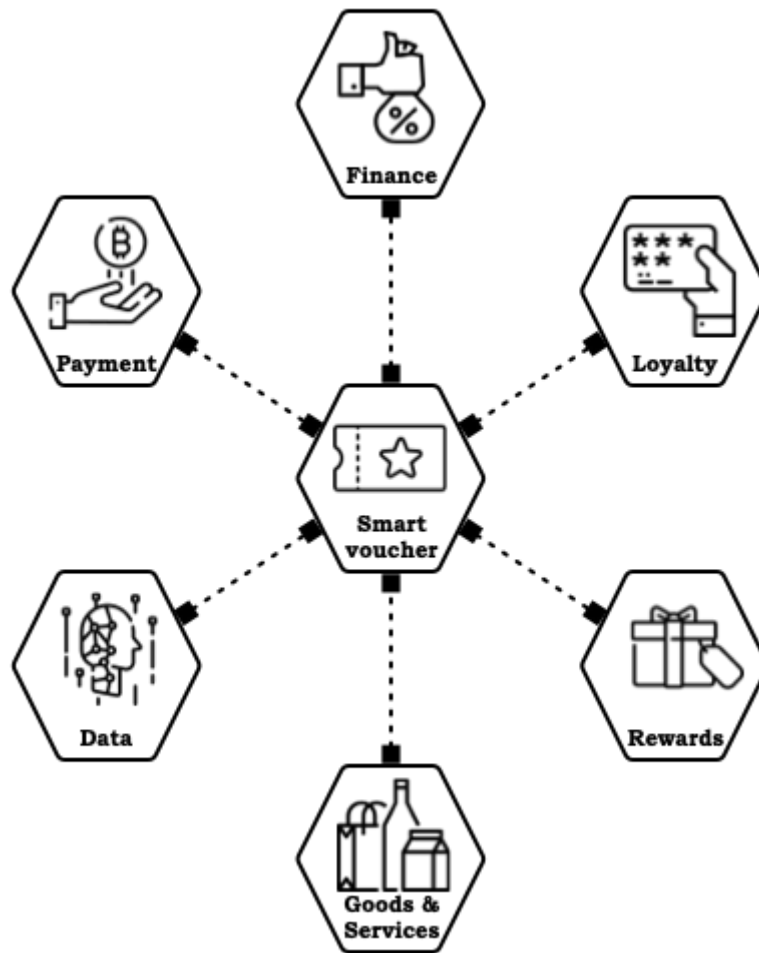 Finance
Payment
Loyalty
Smart
voucher
Data
Rewards
Goods &
Services